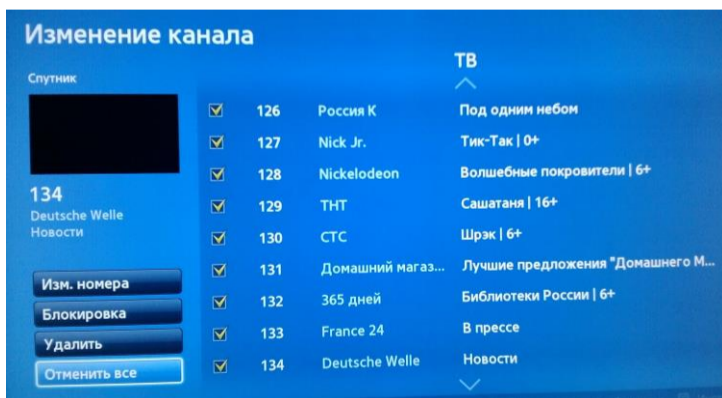 Изменение канала
ТВ
Спутник
134
Deutsche Welle
Новости
Изм. номера
Блокировка
Удалить
Отменить все
126 Россия К Под одним небом
127 Nick Jr. Тик-Так | 0+
128 Nickelodeon Волшебные покровители | 6+
129 ТНТ Сашатаня | 16+
130 СТС Шрэк | 6+
131 Домашний магаз... Лучшие предложения "Домашнего М...
132 365 дней Библиотеки России | 6+
133 France 24 В прессе
134 Deutsche Welle Новости